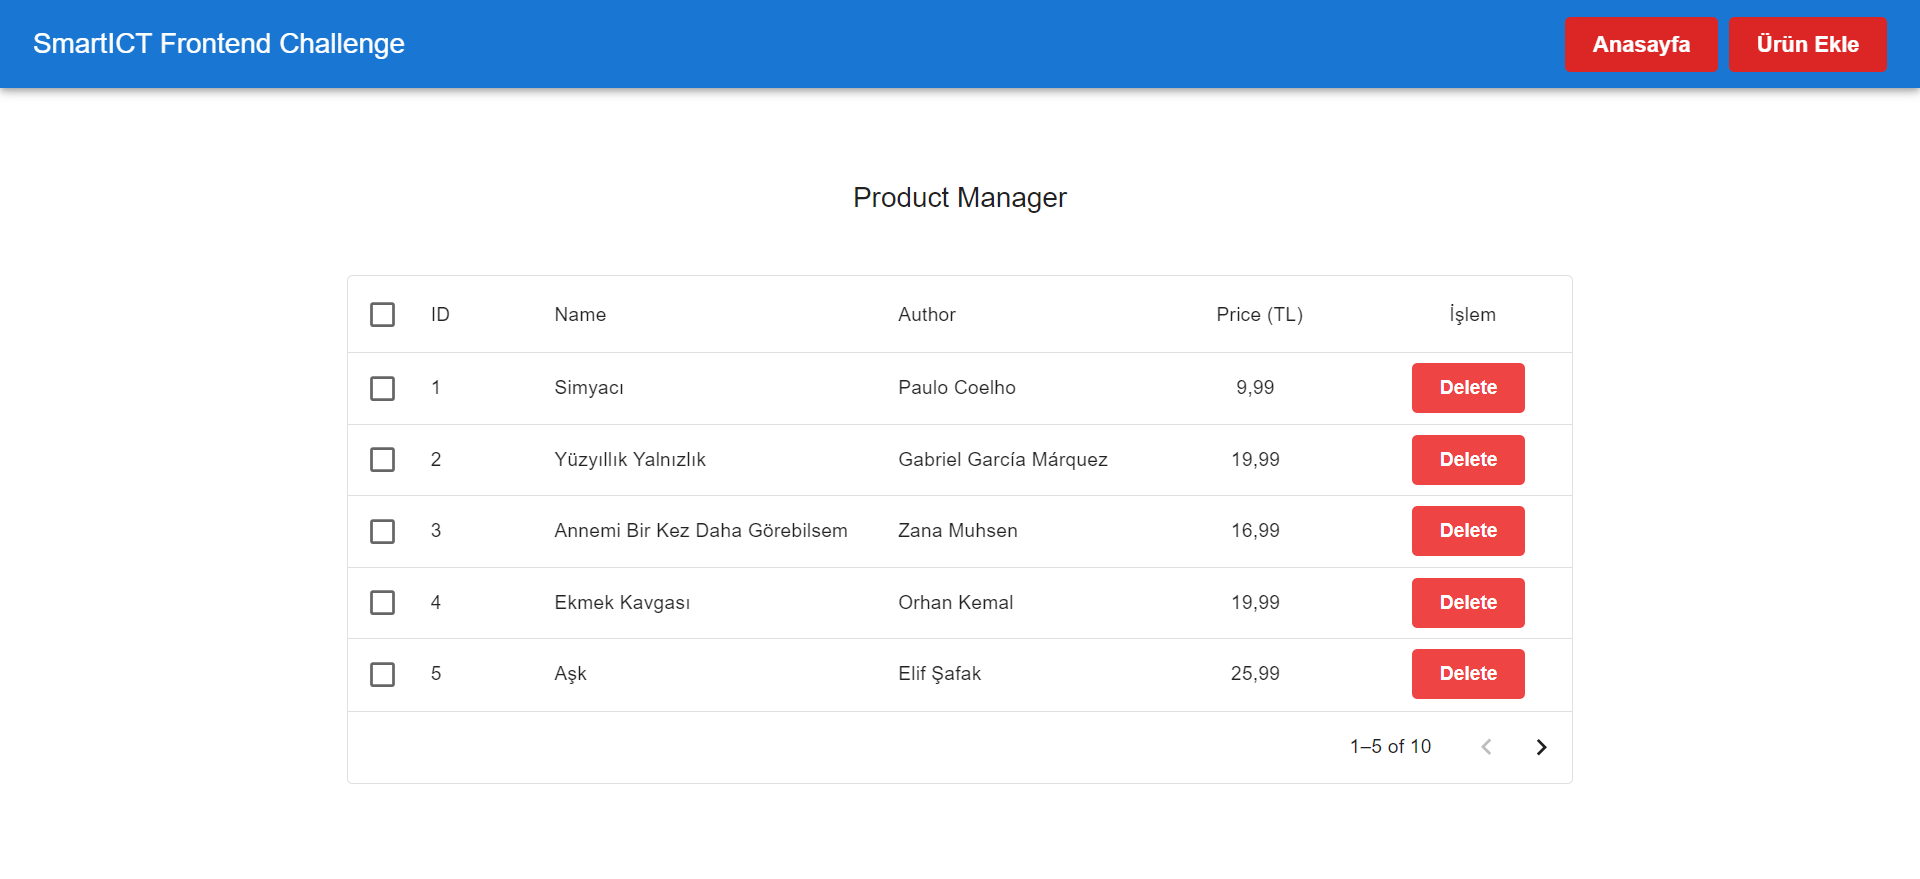 SmartICT Frontend Challenge Anasayfa Ürün Ekle
Product Manager
ID Name Author Price (TL) İşlem
1 Simyacı Paulo Coelho 9,99 Delete
2 Yüzyıllık Yalnızlık Gabriel García Márquez 19,99 Delete
3 Annemi Bir Kez Daha Görebilsem Zana Muhsen 16,99 Delete
4 Ekmek Kavgası Orhan Kemal 19,99 Delete
5 Aşk Elif Şafak 25,99 Delete
1–5 of 10